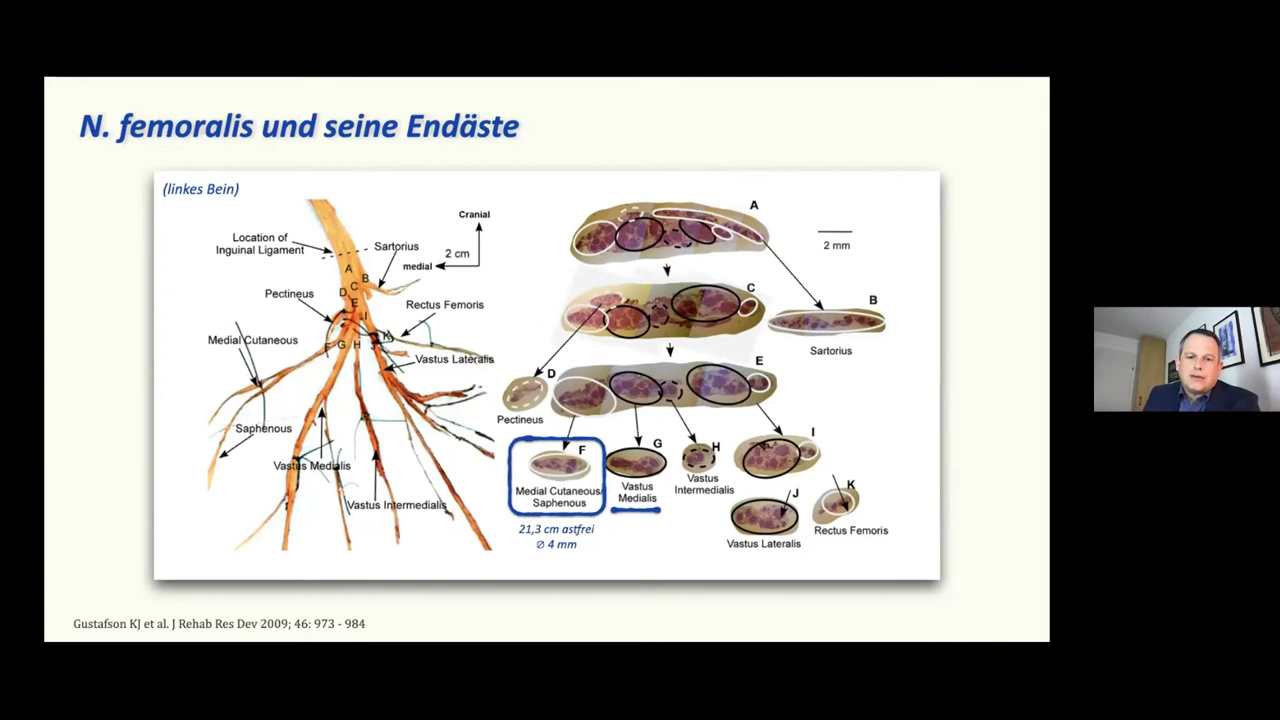 N. femoralis und seine Endäste
(linkes Bein)
Cranial
Location of
Inguinal Ligament
Sartorius
2 cm
medial
A
B
C
D
E
I
Pectineus
Rectus Femoris
K
J
F
G
H
Medial Cutaneous
Vastus Lateralis
Saphenous
Vastus Medialis
Vastus Intermedialis
A
2 mm
C
B
Sartorius
E
D
Pectineus
F
Medial Cutaneous/
Saphenous
G
Vastus
Medialis
H
Vastus
Intermedialis
I
J
Vastus Lateralis
K
Rectus Femoris
21,3 cm astfrei
∅ 4 mm
Gustafson KJ et al. J Rehab Res Dev 2009; 46: 973 - 984